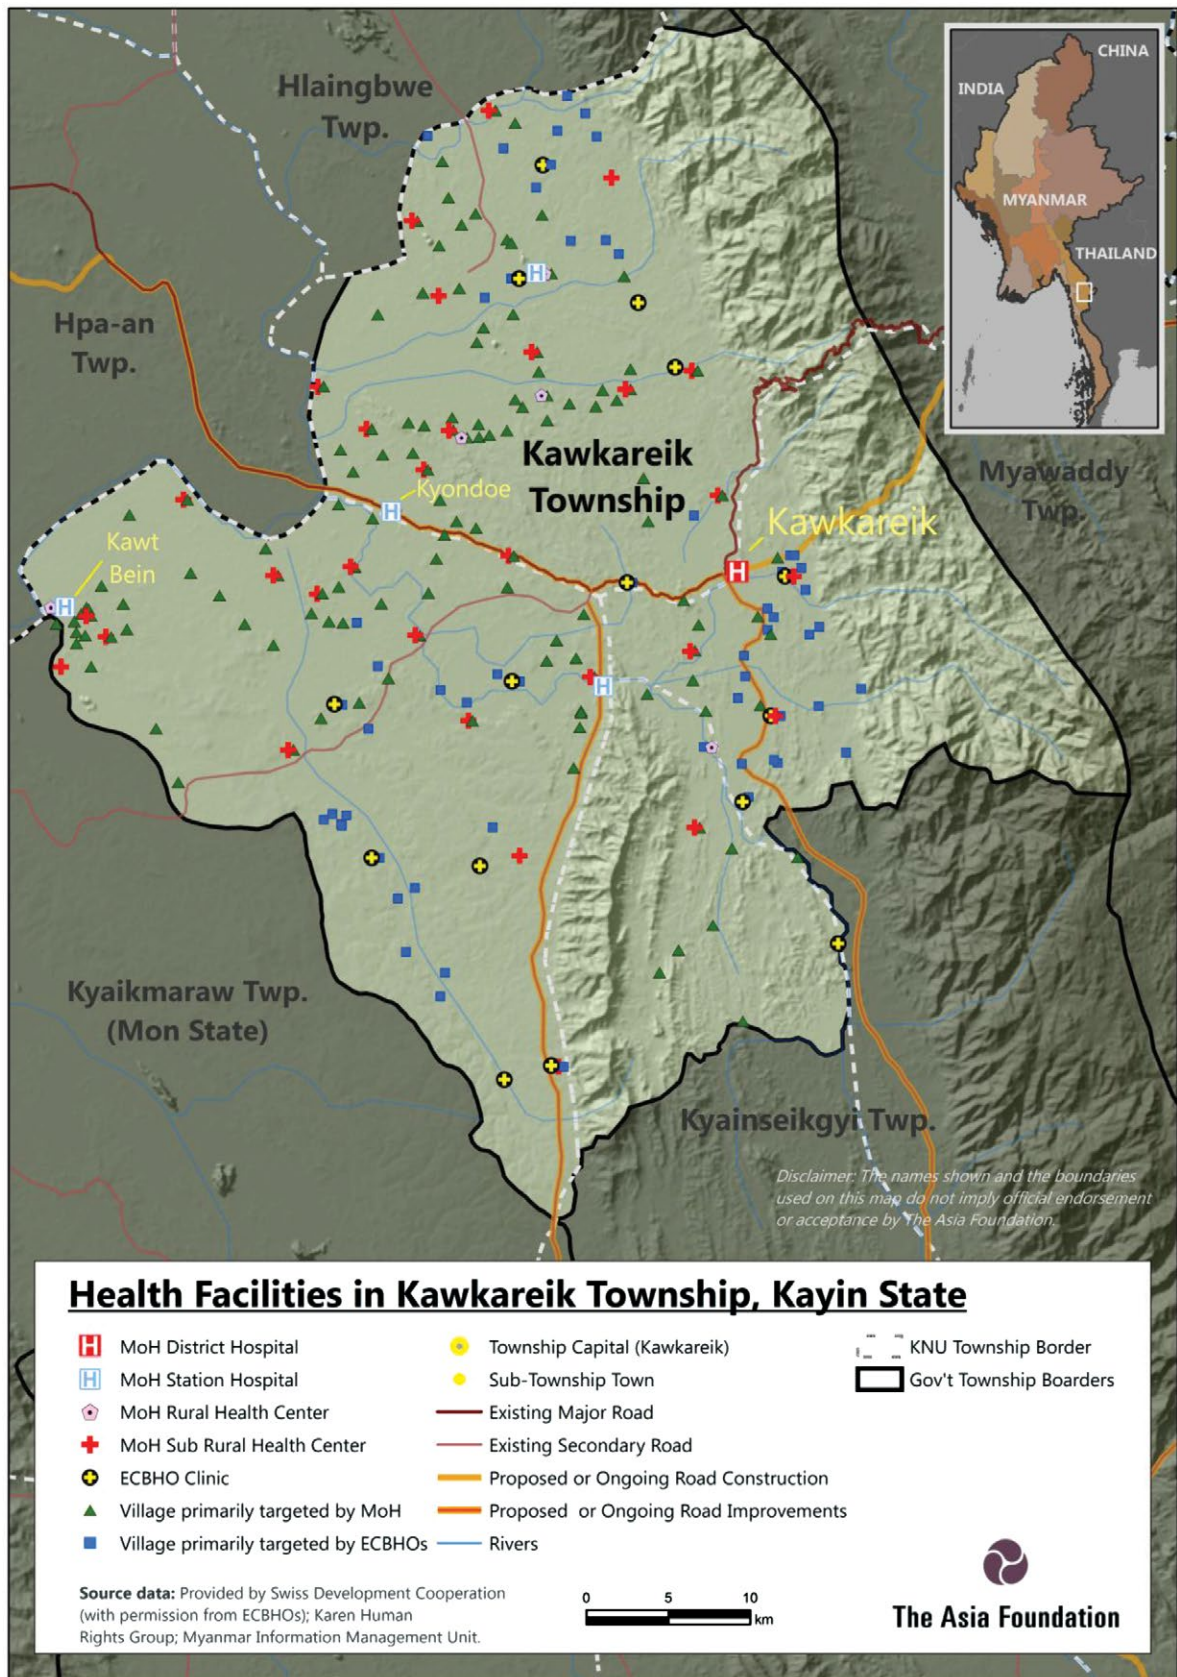 CHINA
INDIA
MYANMAR
THAILAND
Hlaingbwe
Twp.
Hpa-an
Twp.
Kawkareik
Township
Myawaddy
Twp.
Kyondoe
Kawkareik
Kawt
Bein
Kyaikmaraw Twp.
(Mon State)
Kyainseikgyi Twp.
Disclaimer: The names shown and the boundaries
used on this map do not imply official endorsement
or acceptance by The Asia Foundation.
Health Facilities in Kawkareik Township, Kayin State
H MoH District Hospital
H MoH Station Hospital
MoH Rural Health Center
MoH Sub Rural Health Center
ECBHO Clinic
Village primarily targeted by MoH
Village primarily targeted by ECBHOs
Township Capital (Kawkareik)
Sub-Township Town
Existing Major Road
Existing Secondary Road
Proposed or Ongoing Road Construction
Proposed or Ongoing Road Improvements
Rivers
KNU Township Border
Gov't Township Boarders
Source data: Provided by Swiss Development Cooperation
(with permission from ECBHOs); Karen Human
Rights Group; Myanmar Information Management Unit.
0 5 10
km
The Asia Foundation